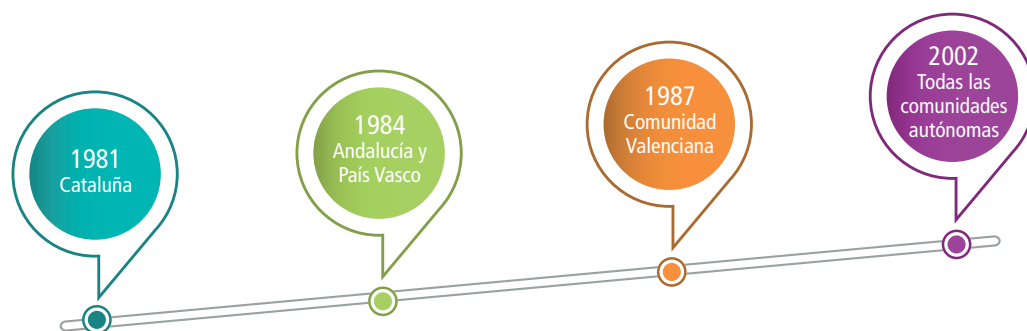 1981
Cataluña
1984
Andalucía y
País Vasco
1987
Comunidad
Valenciana
2002
Todas las
comunidades
autónomas